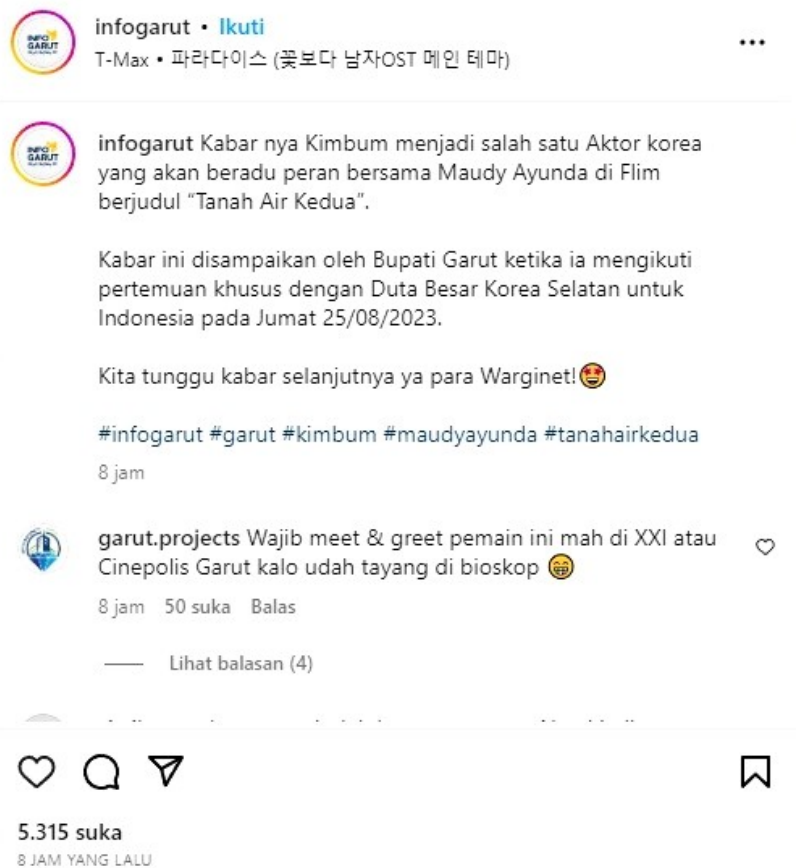 infogarut • Ikuti
T-Max • 파라다이스 (꽃보다 남자OST 메인 테마)
INFO
GARUT
infogarut Kabar nya Kimbum menjadi salah satu Aktor korea
yang akan beradu peran bersama Maudy Ayunda di Flim
berjudul “Tanah Air Kedua”.
Kabar ini disampaikan oleh Bupati Garut ketika ia mengikuti
pertemuan khusus dengan Duta Besar Korea Selatan untuk
Indonesia pada Jumat 25/08/2023.
Kita tunggu kabar selanjutnya ya para Warginet!🤩
#infogarut #garut #kimbum #maudyayunda #tanahairkedua
8 jam
garut.projects Wajib meet & greet pemain ini mah di XXI atau
Cinepolis Garut kalo udah tayang di bioskop 😁
8 jam 50 suka Balas
Lihat balasan (4)
5.315 suka
8 JAM YANG LALU